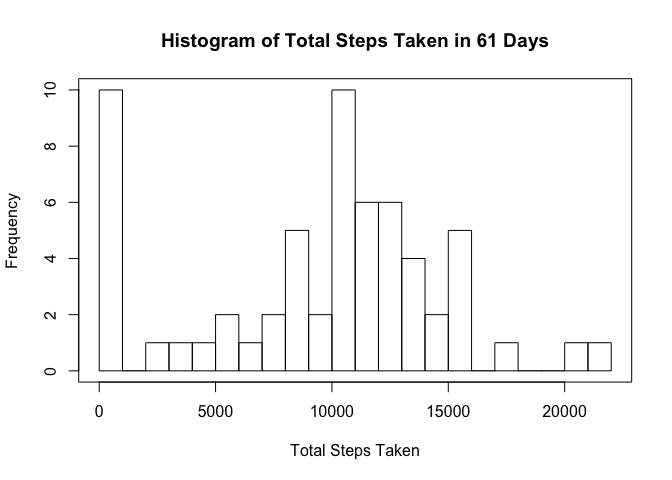 Histogram of Total Steps Taken in 61 Days
Frequency
10
8
6
4
2
0
0 5000 10000 15000 20000
Total Steps Taken